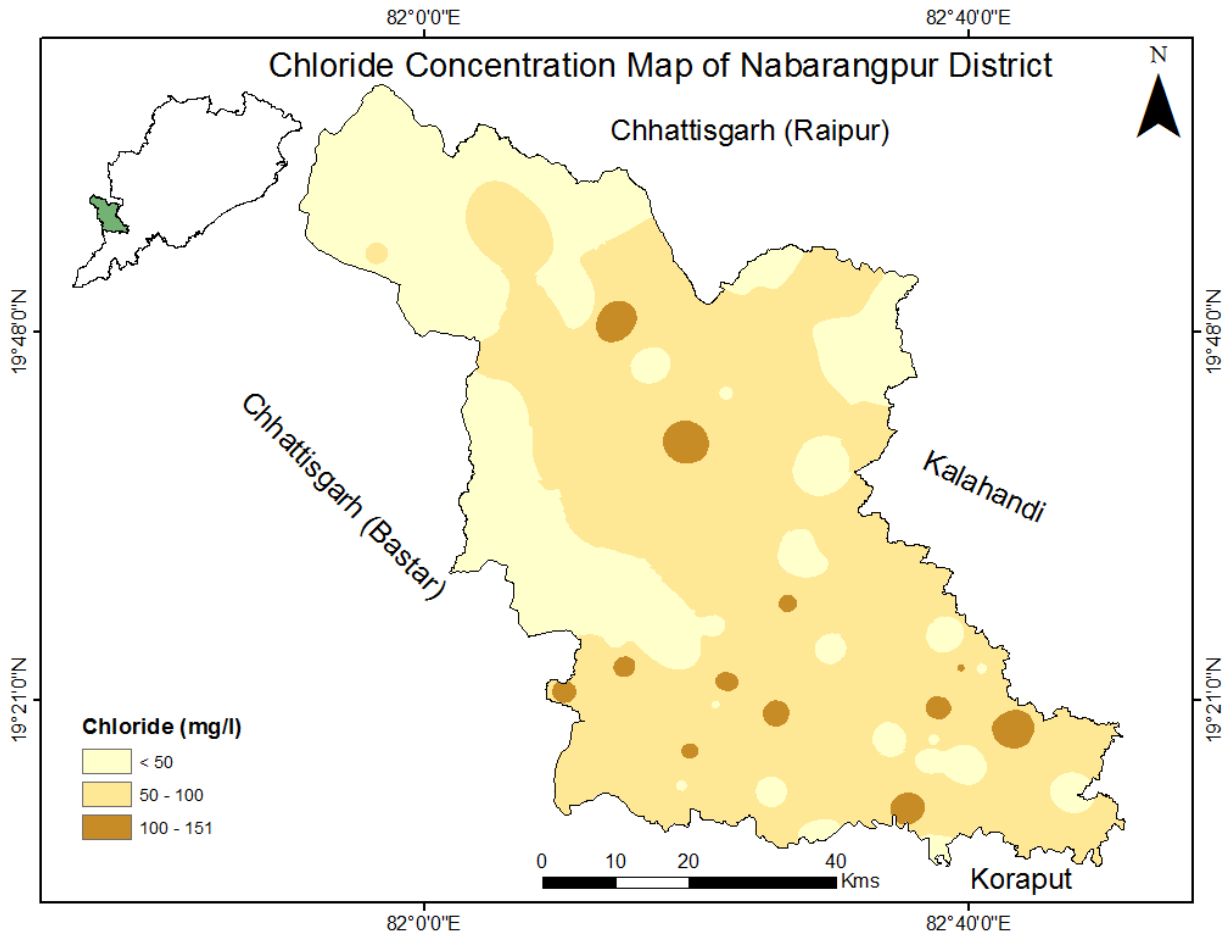 82°0'0"E
82°40'0"E
Chloride Concentration Map of Nabarangpur District
N
Chhattisgarh (Raipur)
19°48'0"N
19°48'0"N
Chhattisgarh (Bastar)
Kalahandi
19°21'0"N
19°21'0"N
Chloride (mg/l)
< 50
50 - 100
100 - 151
0 10 20 40
Kms
Koraput
82°0'0"E
82°40'0"E